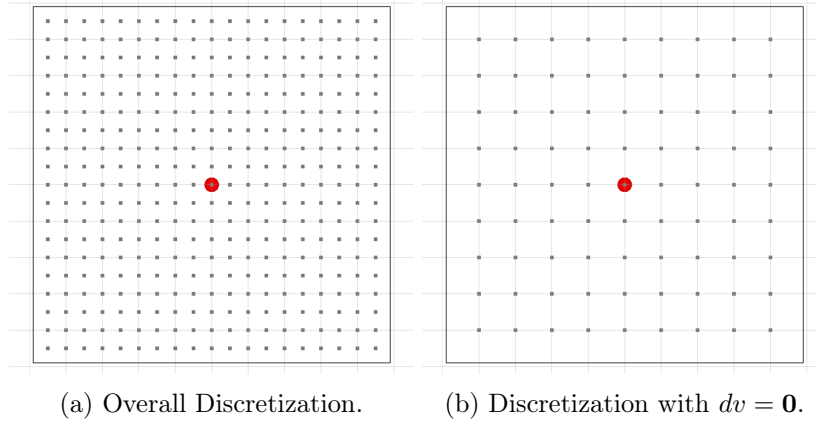 (a) Overall Discretization.
(b) Discretization with dv = 0.